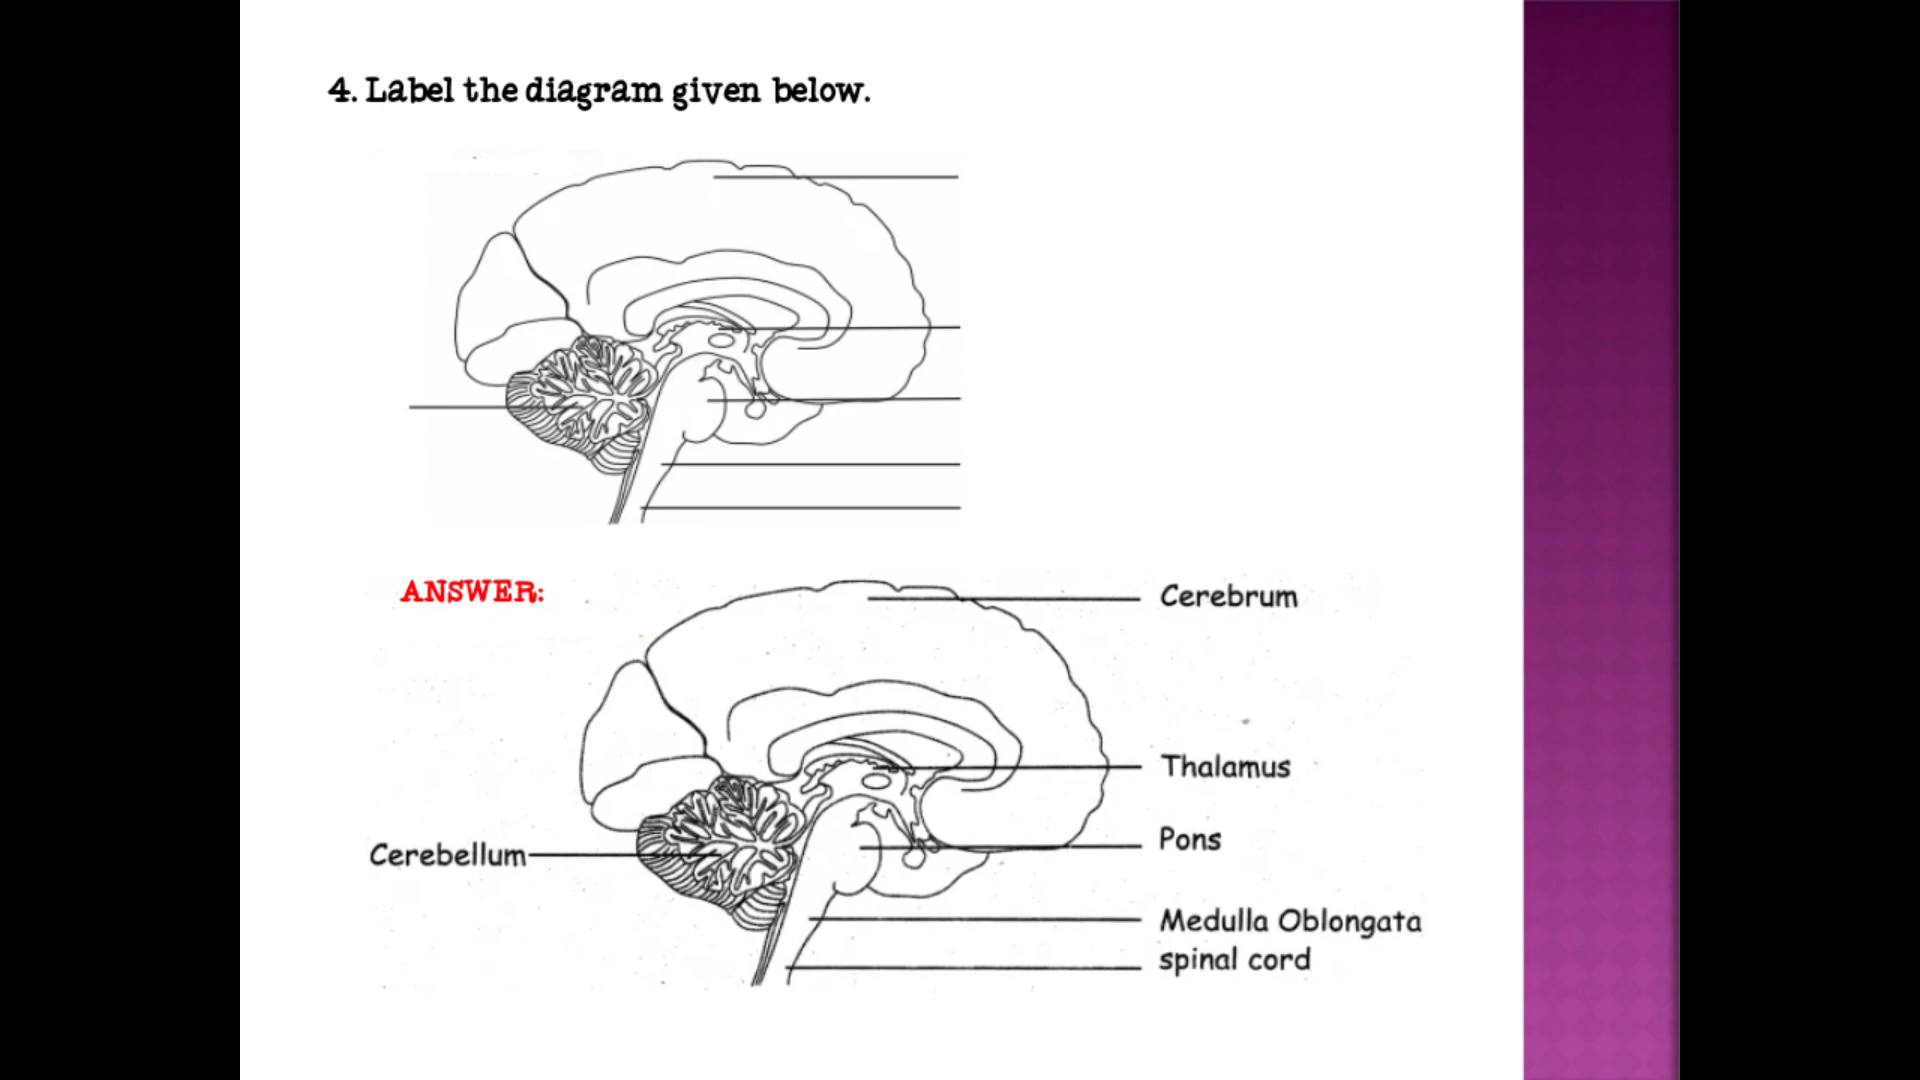 4. Label the diagram given below.
ANSWER:
Cerebrum
Thalamus
Pons
Cerebellum
Medulla Oblongata
spinal cord